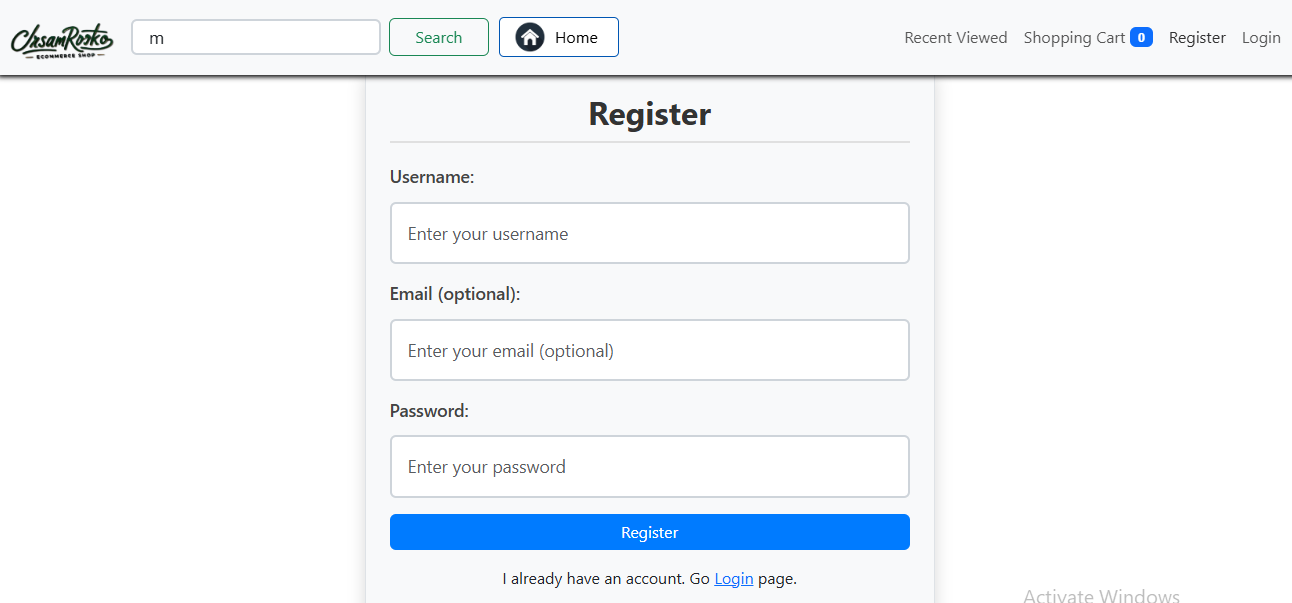 ChsamRosko
ECOMMERCE SHOP
m
Search
Home
Recent Viewed
Shopping Cart 0
Register
Login
Register
Username:
Enter your username
Email (optional):
Enter your email (optional)
Password:
Enter your password
Register
I already have an account. Go Login page.
Activate Windows